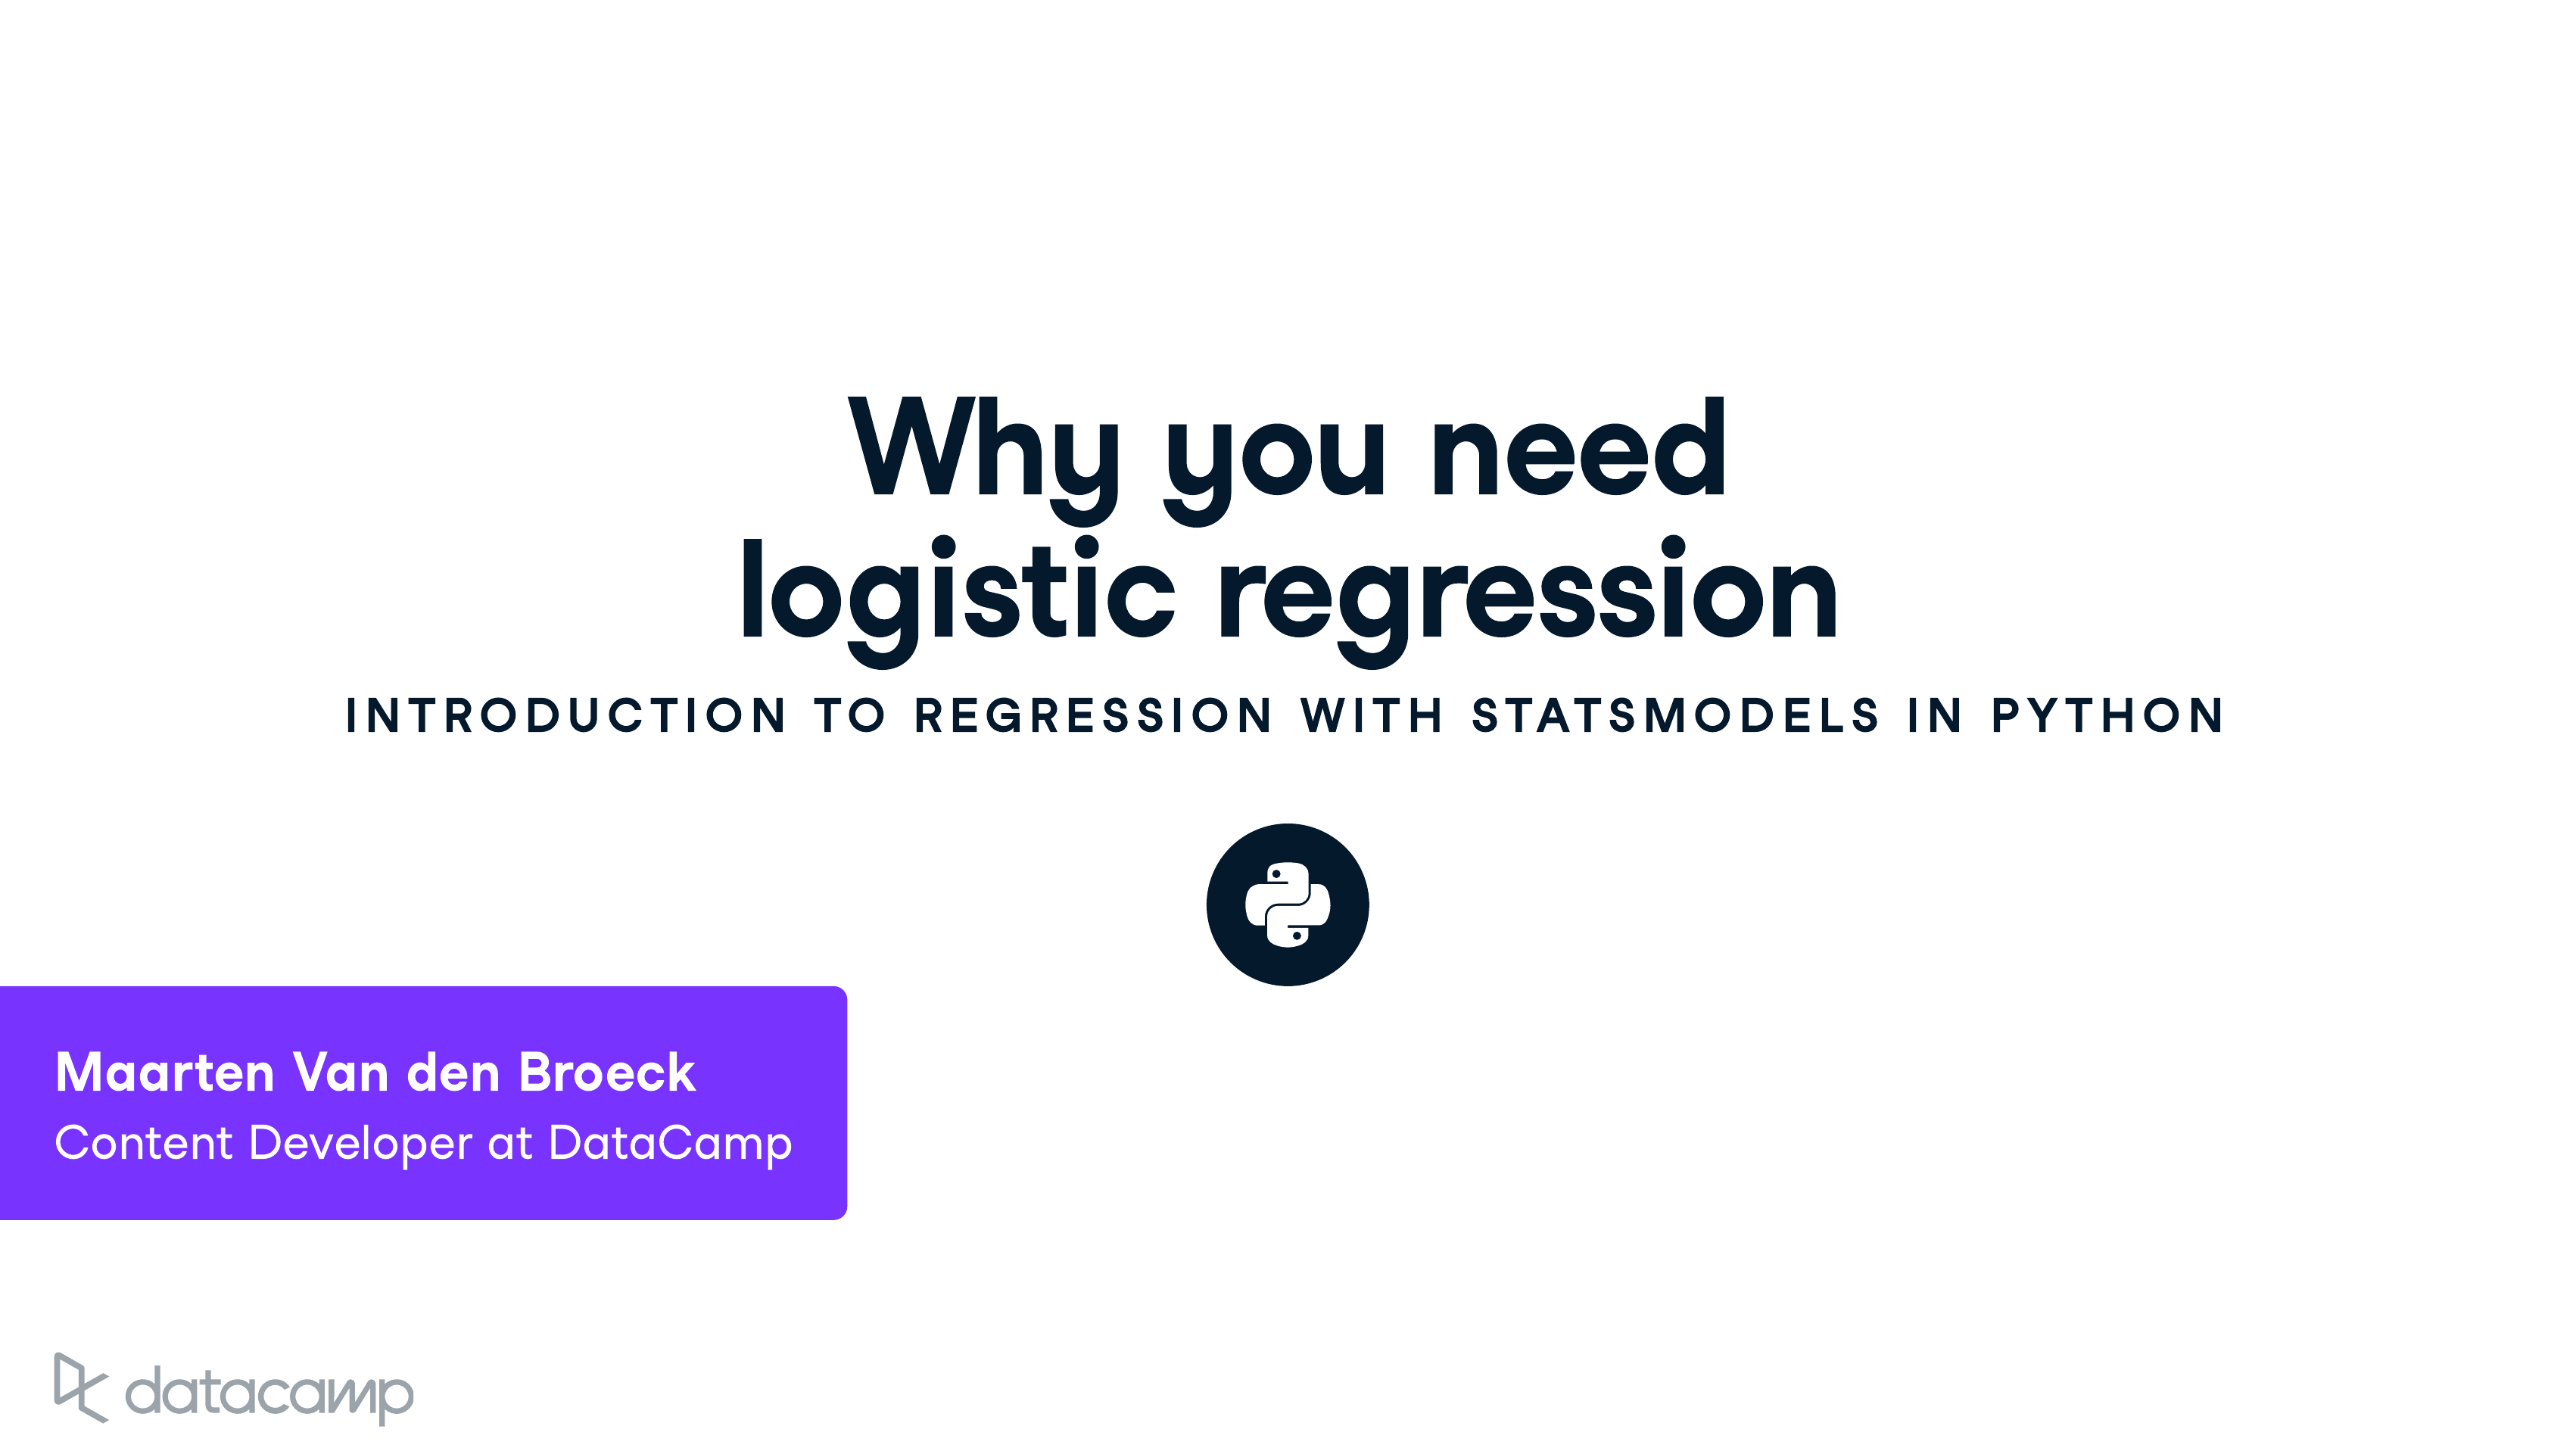 Why you need
logistic regression
INTRODUCTION TO REGRESSION WITH STATSMODELS IN PYTHON
Maarten Van den Broeck
Content Developer at DataCamp
datacamp